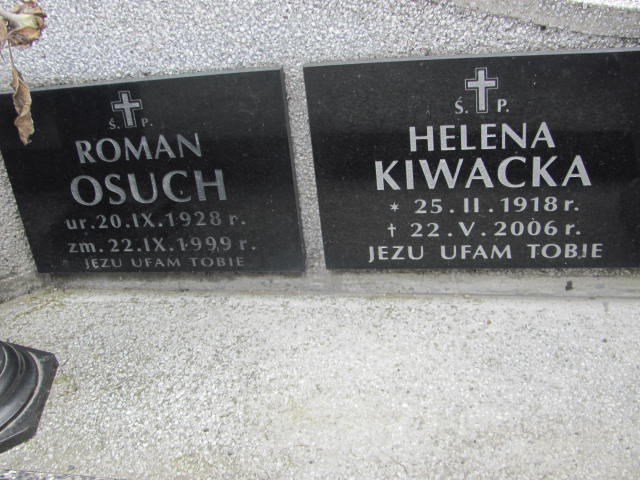 Ś. P.
ROMAN
OSUCH
ur. 20. IX. 1928 r.
zm. 22. IX. 1999 r.
JEZU UFAM TOBIE
Ś. P.
HELENA
KIWACKA
* 25. II. 1918 r.
† 22. V. 2006 r.
JEZU UFAM TOBIE